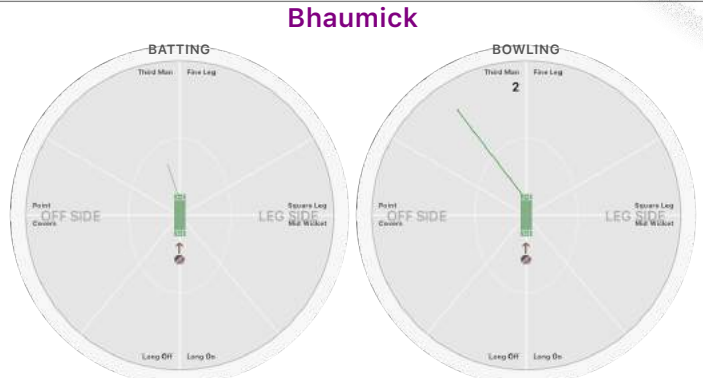 Bhaumick
BATTING
Third Man Fine Leg
Point
OFF SIDE
Covers
Square Leg
LEG SIDE
Mid Wicket
Long Off Long On
BOWLING
Third Man Fine Leg
2
Point
OFF SIDE
Covers
Square Leg
LEG SIDE
Mid Wicket
Long Off Long On